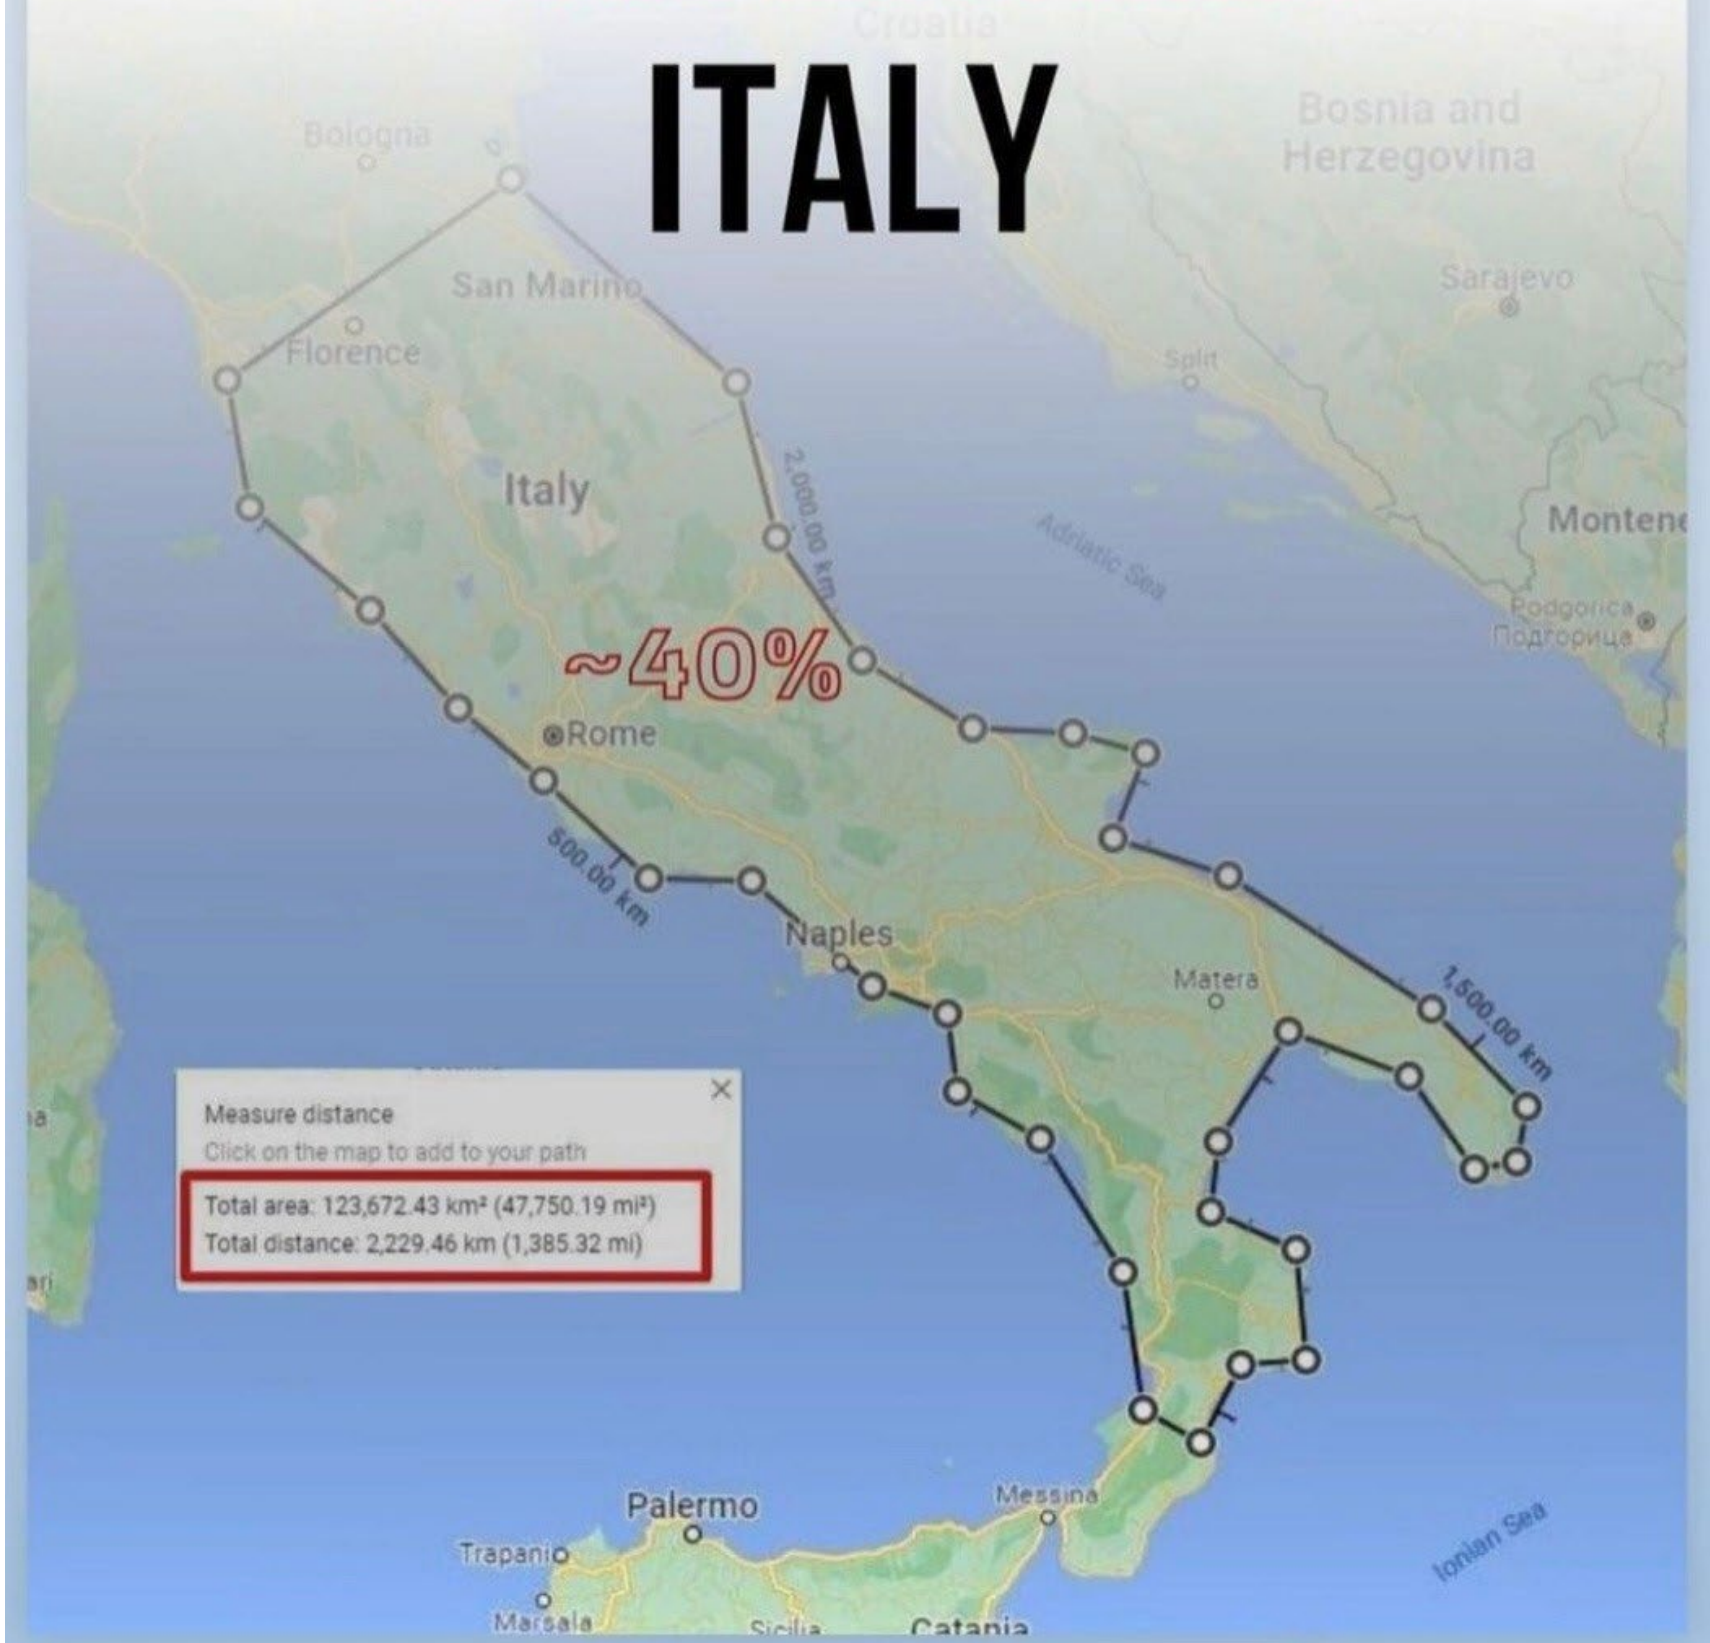 Croatia
ITALY
Bosnia and
Herzegovina
Bologna
San Marino
Sarajevo
Florence
Split
Italy
2,000.00 km
Adriatic Sea
Montene
Podgorica
Подгорица
~40%
Rome
500.00 km
Naples
Matera
1,500.00 km
Measure distance
Click on the map to add to your path
Total area: 123,672.43 km² (47,750.19 mi²)
Total distance: 2,229.46 km (1,385.32 mi)
ari
Palermo
Messina
Trapani
Ionian Sea
Marsala
Sicilia
Catania